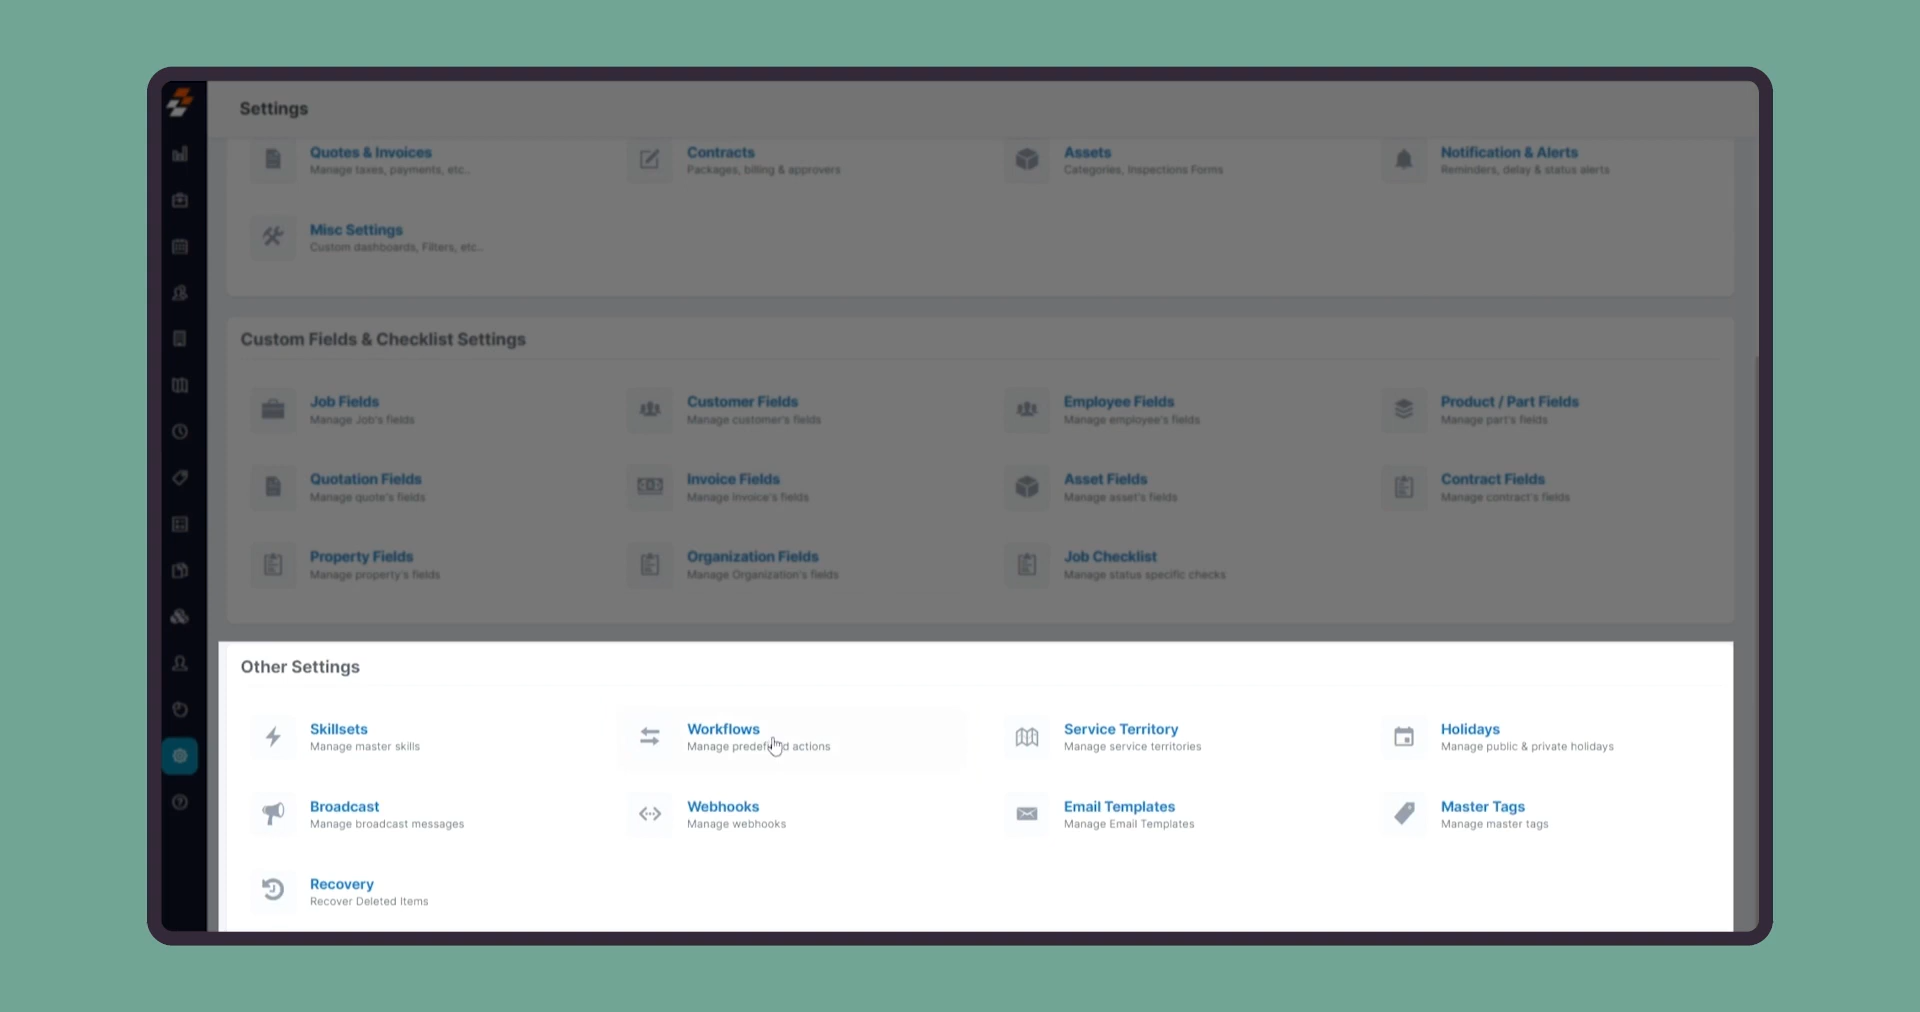 Settings
Quotes & Invoices
Manage taxes, payments, etc..
Contracts
Packages, billing & approvers
Assets
Categories, Inspections Forms
Notification & Alerts
Reminders, delay & status alerts
Misc Settings
Custom dashboards, Filters, etc...
Custom Fields & Checklist Settings
Job Fields
Manage Job's fields
Customer Fields
Manage customer's fields
Employee Fields
Manage employee's fields
Product / Part Fields
Manage part's fields
Quotation Fields
Manage quote's fields
Invoice Fields
Manage Invoice's fields
Asset Fields
Manage asset's fields
Contract Fields
Manage contract's fields
Property Fields
Manage property's fields
Organization Fields
Manage Organization's fields
Job Checklist
Manage status specific checks
Other Settings
Skillsets
Manage master skills
Workflows
Manage predefined actions
Service Territory
Manage service territories
Holidays
Manage public & private holidays
Broadcast
Manage broadcast messages
Webhooks
Manage webhooks
Email Templates
Manage Email Templates
Master Tags
Manage master tags
Recovery
Recover Deleted Items